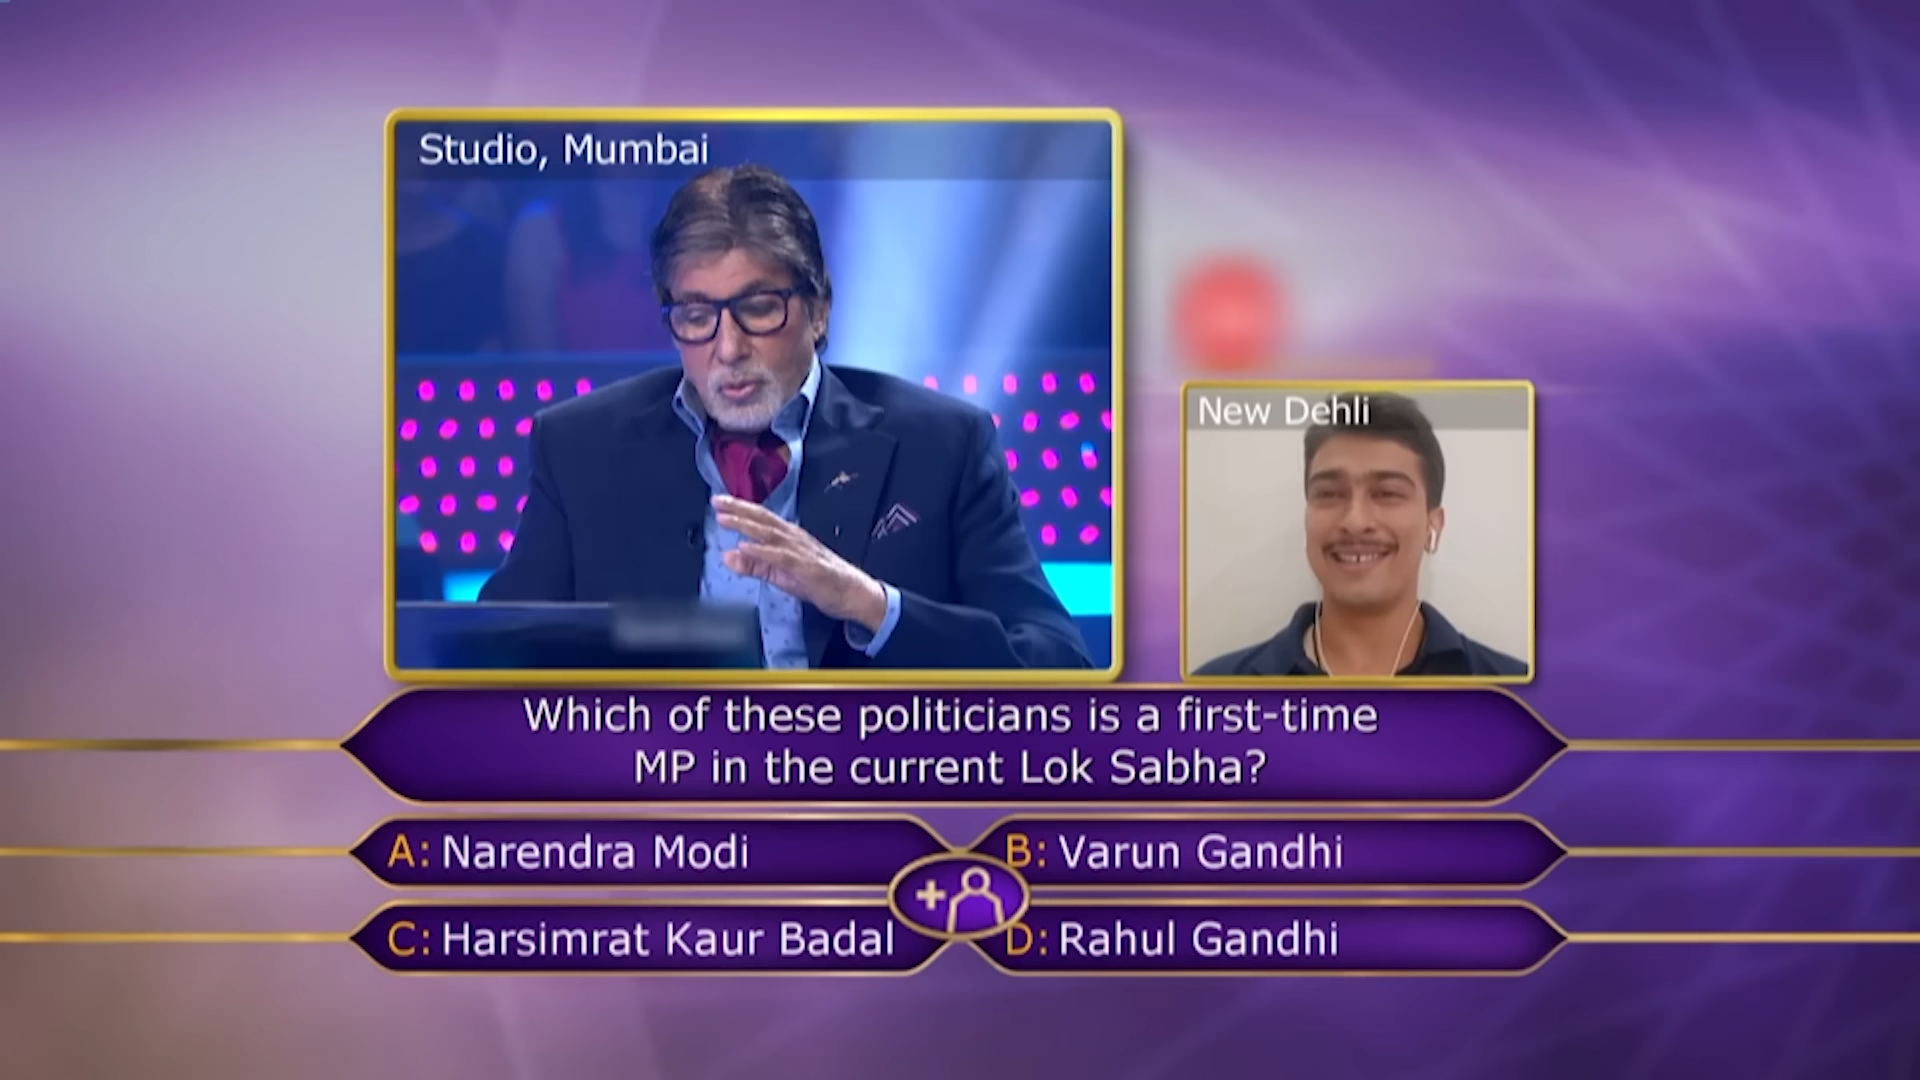 Studio, Mumbai
New Dehli
Which of these politicians is a first-time
MP in the current Lok Sabha?
A: Narendra Modi
B: Varun Gandhi
C: Harsimrat Kaur Badal
D: Rahul Gandhi